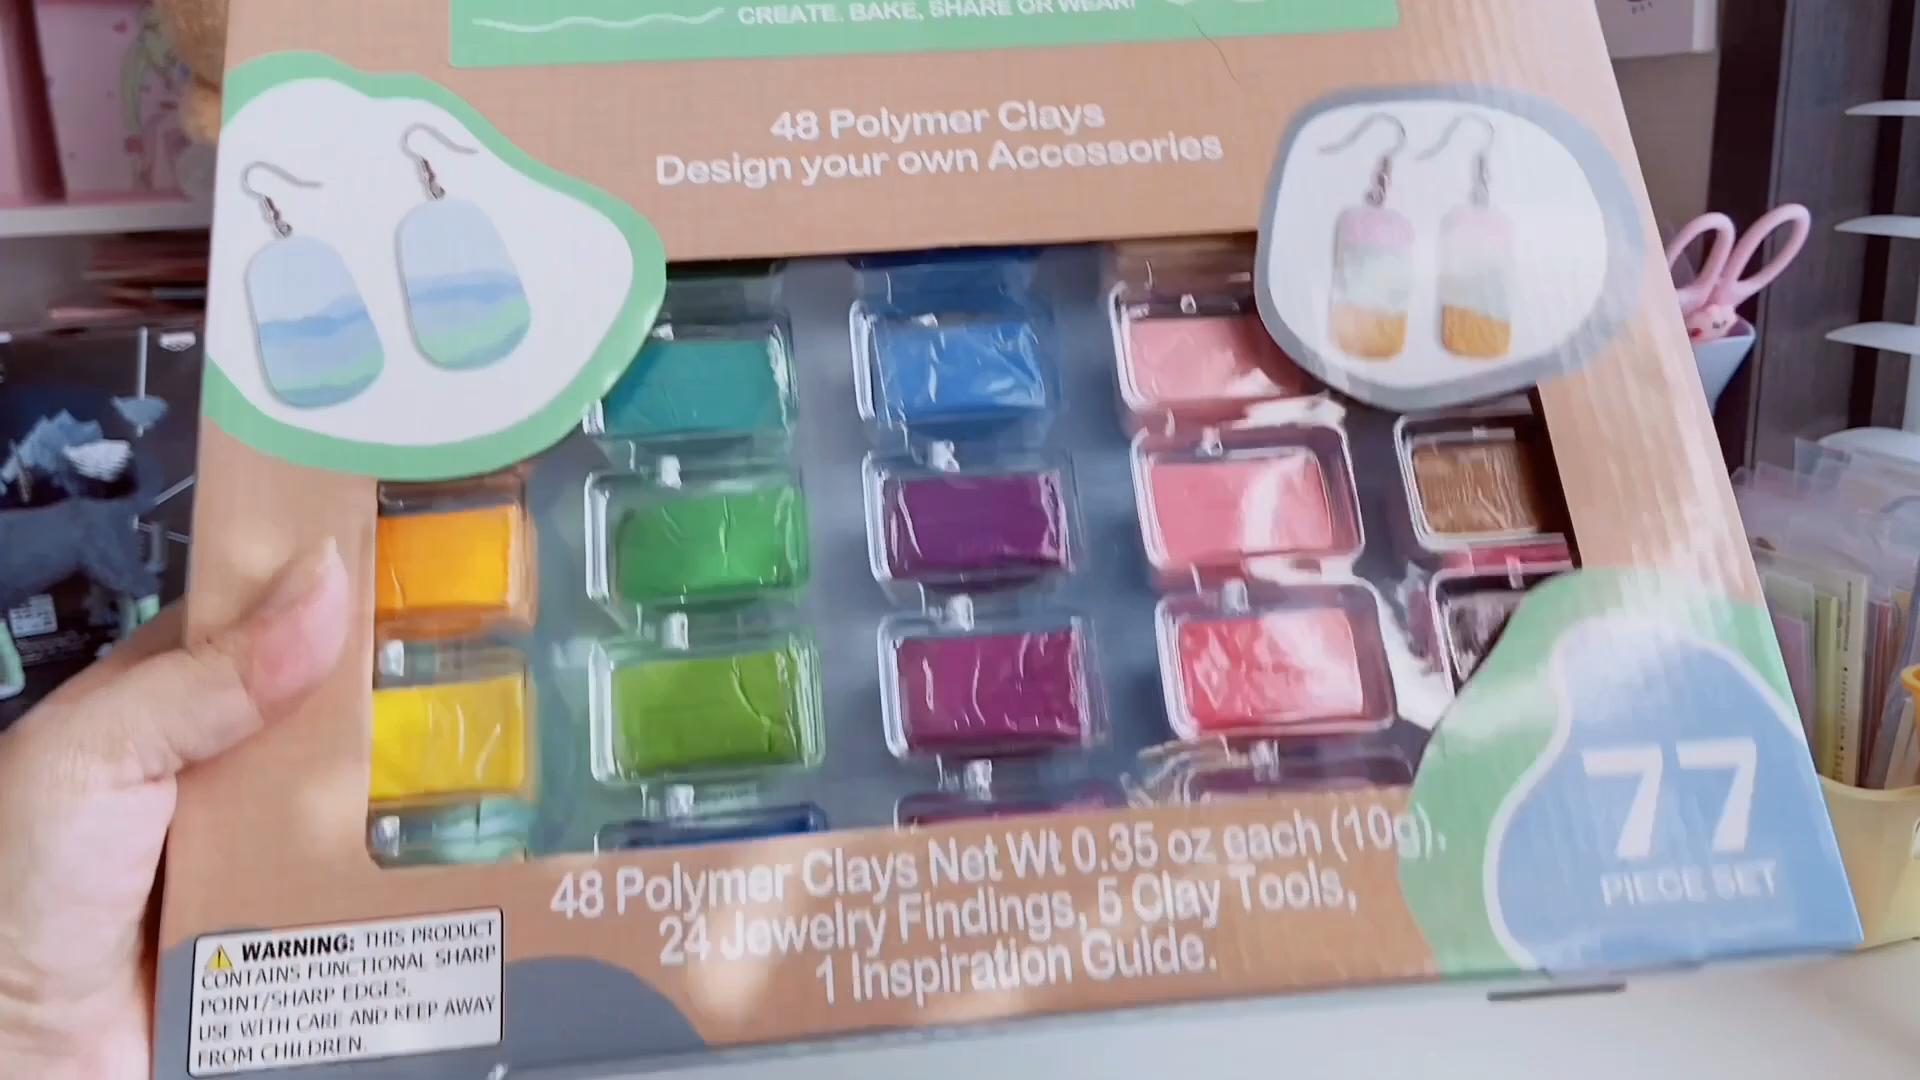 CREATE. BAKE, SHARE OR WEAR!
48 Polymer Clays
Design your own Accessories
48 Polymer Clays Net Wt 0.35 oz each (10g),
24 Jewelry Findings, 5 Clay Tools,
1 Inspiration Guide.
77
PIECE SET
WARNING: THIS PRODUCT
CONTAINS FUNCTIONAL SHARP
POINT/SHARP EDGES.
USE WITH CARE AND KEEP AWAY
FROM CHILDREN.